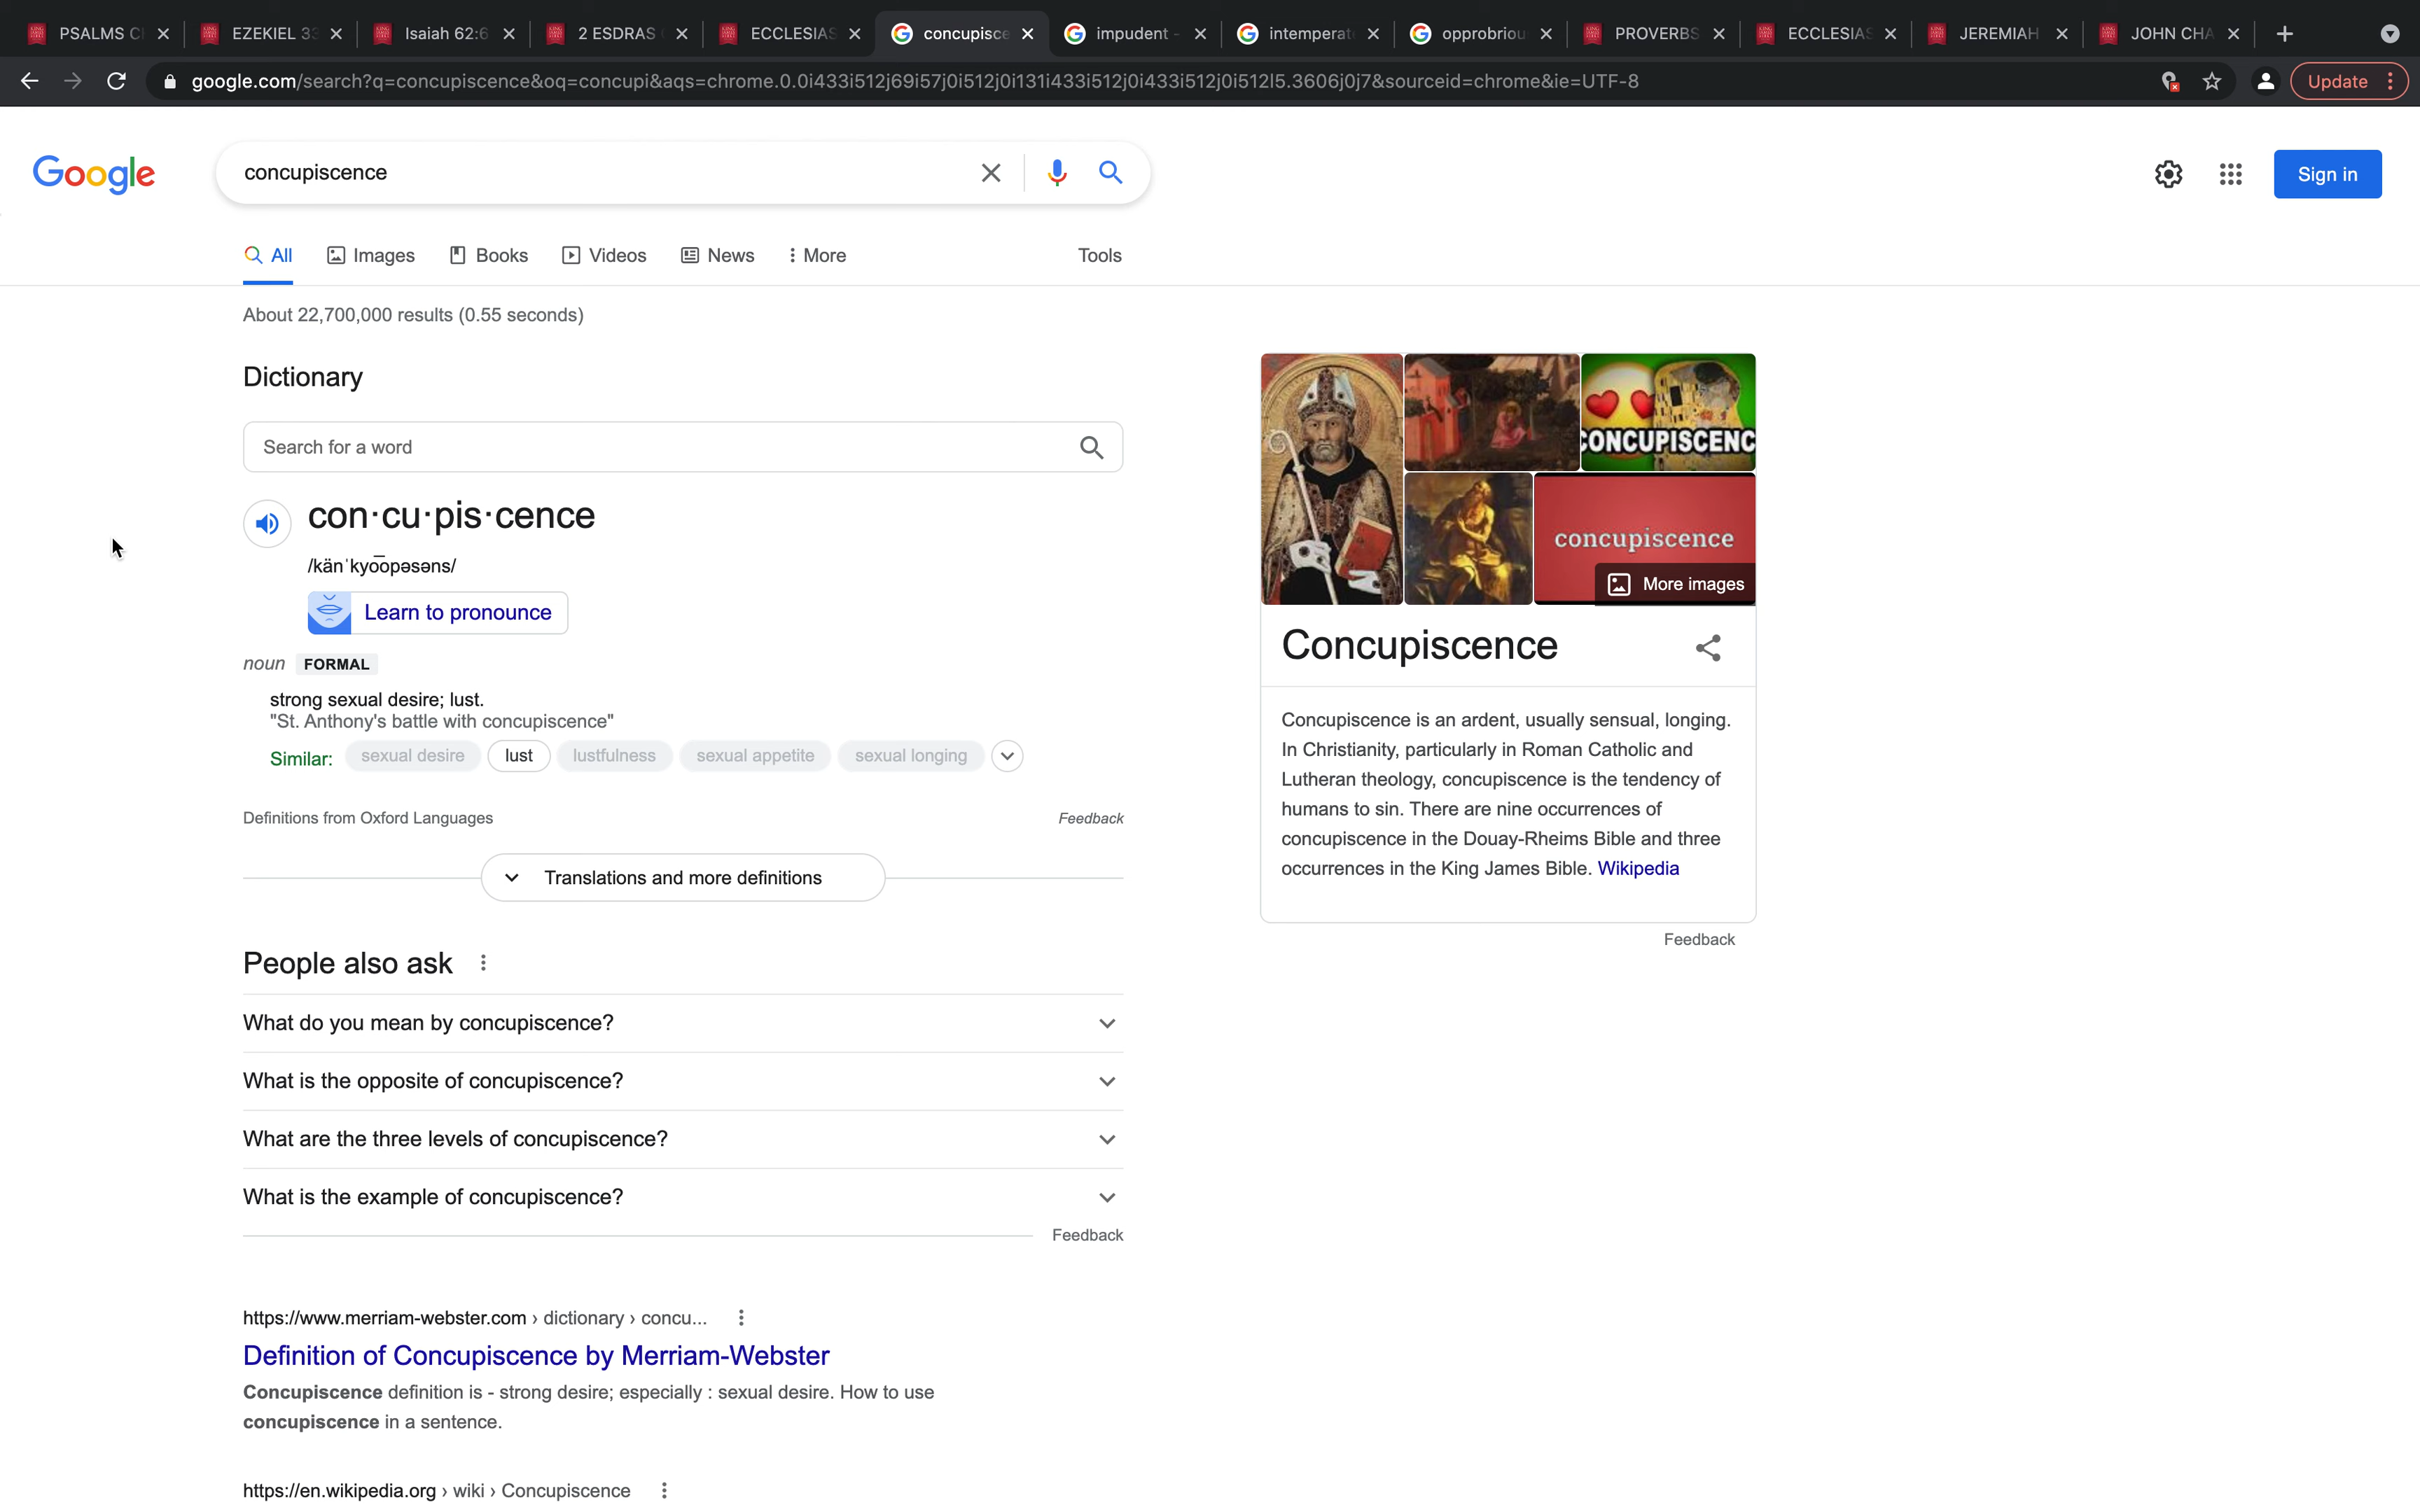 PSALMS C
EZEKIEL 33
Isaiah 62:6
2 ESDRAS
ECCLESIAS
concupisce
impudent -
intemperat
opprobriou
PROVERBS
ECCLESIAS
JEREMIAH
JOHN CHA
google.com/search?q=concupiscence&oq=concupi&aqs=chrome.0.0i433i512j69i57j0i512j0i131i433i512j0i433i512j0i512l5.3606j0j7&sourceid=chrome&ie=UTF-8
Update
Google
concupiscence
Sign in
All
Images
Books
Videos
News
More
Tools
About 22,700,000 results (0.55 seconds)
Dictionary
Search for a word
con·cu·pis·cence
/känˈkyo͞opəsəns/
Learn to pronounce
noun FORMAL
strong sexual desire; lust.
"St. Anthony's battle with concupiscence"
Similar: sexual desire lust lustfulness sexual appetite sexual longing
Definitions from Oxford Languages
Feedback
Translations and more definitions
People also ask
What do you mean by concupiscence?
What is the opposite of concupiscence?
What are the three levels of concupiscence?
What is the example of concupiscence?
Feedback
https://www.merriam-webster.com › dictionary › concu...
Definition of Concupiscence by Merriam-Webster
Concupiscence definition is - strong desire; especially : sexual desire. How to use
concupiscence in a sentence.
https://en.wikipedia.org › wiki › Concupiscence
CONCUPISCENC
concupiscence
More images
Concupiscence
Concupiscence is an ardent, usually sensual, longing.
In Christianity, particularly in Roman Catholic and
Lutheran theology, concupiscence is the tendency of
humans to sin. There are nine occurrences of
concupiscence in the Douay-Rheims Bible and three
occurrences in the King James Bible. Wikipedia
Feedback